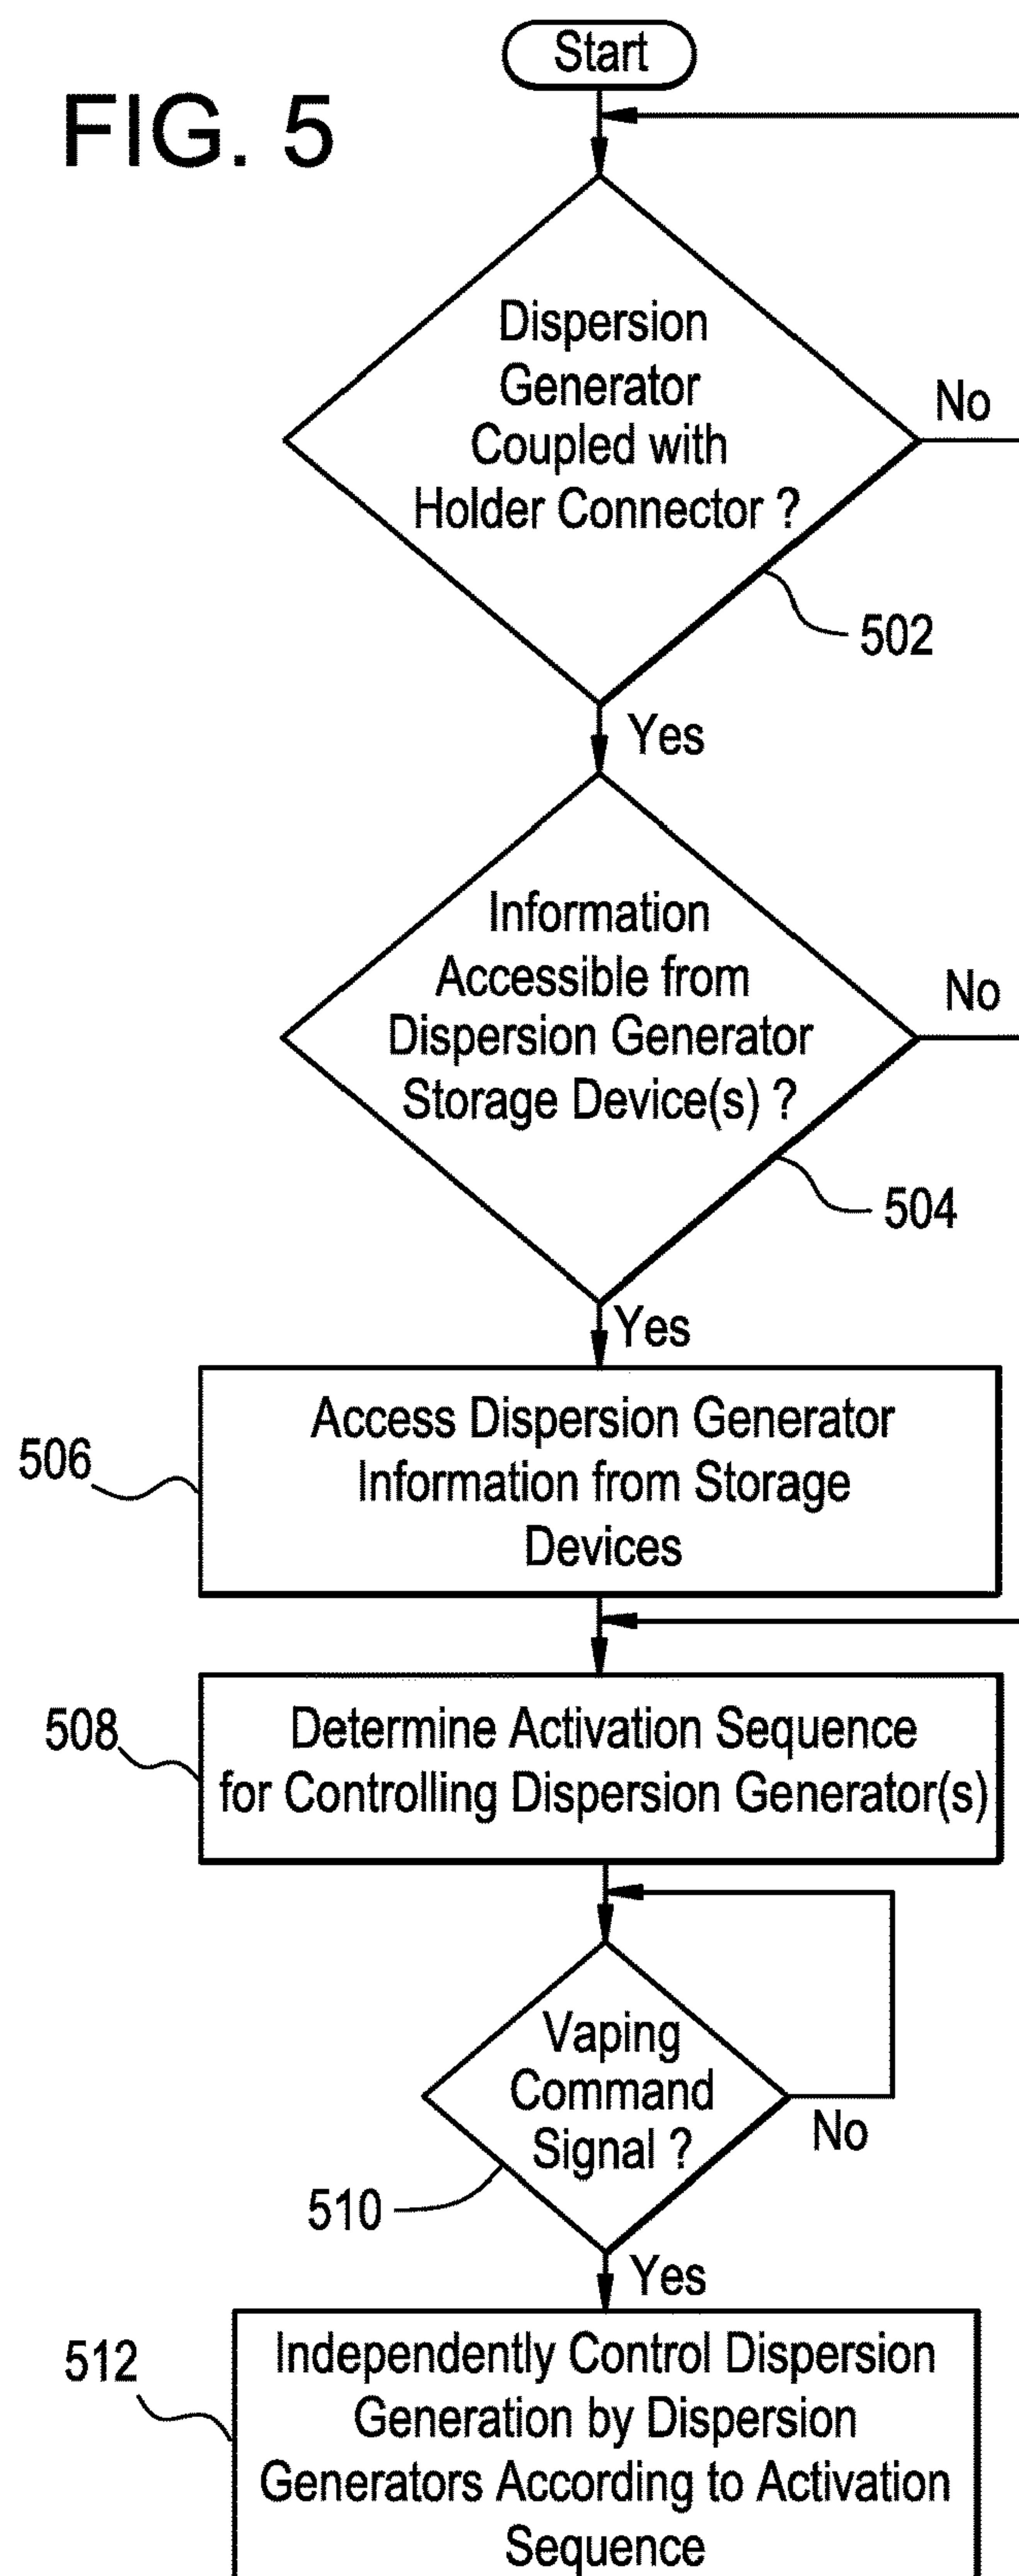 Start
FIG. 5
Dispersion
Generator
Coupled with
Holder Connector ?
No
502
Yes
Information
Accessible from
Dispersion Generator
Storage Device(s) ?
No
504
Yes
Access Dispersion Generator
Information from Storage
Devices
506
Determine Activation Sequence
for Controlling Dispersion Generator(s)
508
Vaping
Command
Signal ?
No
510
Yes
Independently Control Dispersion
Generation by Dispersion
Generators According to Activation
Sequence
512